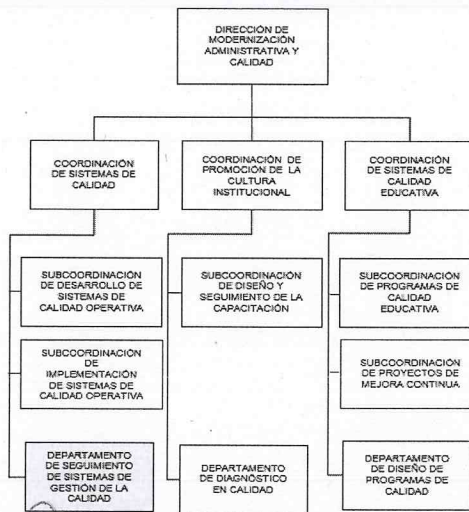 DIRECCIÓN DE
MODERNIZACIÓN
ADMINISTRATIVA Y
CALIDAD
COORDINACIÓN
DE SISTEMAS DE
CALIDAD
COORDINACIÓN DE
PROMOCIÓN DE LA
CULTURA
INSTITUCIONAL
COORDINACIÓN
DE SISTEMAS DE
CALIDAD
EDUCATIVA
SUBCOORDINACIÓN
DE DESARROLLO DE
SISTEMAS DE
CALIDAD OPERATIVA
SUBCOORDINACIÓN
DE DISEÑO Y
SEGUIMIENTO DE LA
CAPACITACIÓN
SUBCOORDINACIÓN
DE PROGRAMAS DE
CALIDAD
EDUCATIVA
SUBCOORDINACIÓN
DE
IMPLEMENTACIÓN
DE SISTEMAS DE
CALIDAD OPERATIVA
SUBCOORDINACIÓN
DE PROYECTOS DE
MEJORA CONTINUA
DEPARTAMENTO
DE SEGUIMIENTO
DE SISTEMAS DE
GESTIÓN DE LA
CALIDAD
DEPARTAMENTO
DE DIAGNÓSTICO
EN CALIDAD
DEPARTAMENTO
DE DISEÑO DE
PROGRAMAS DE
CALIDAD